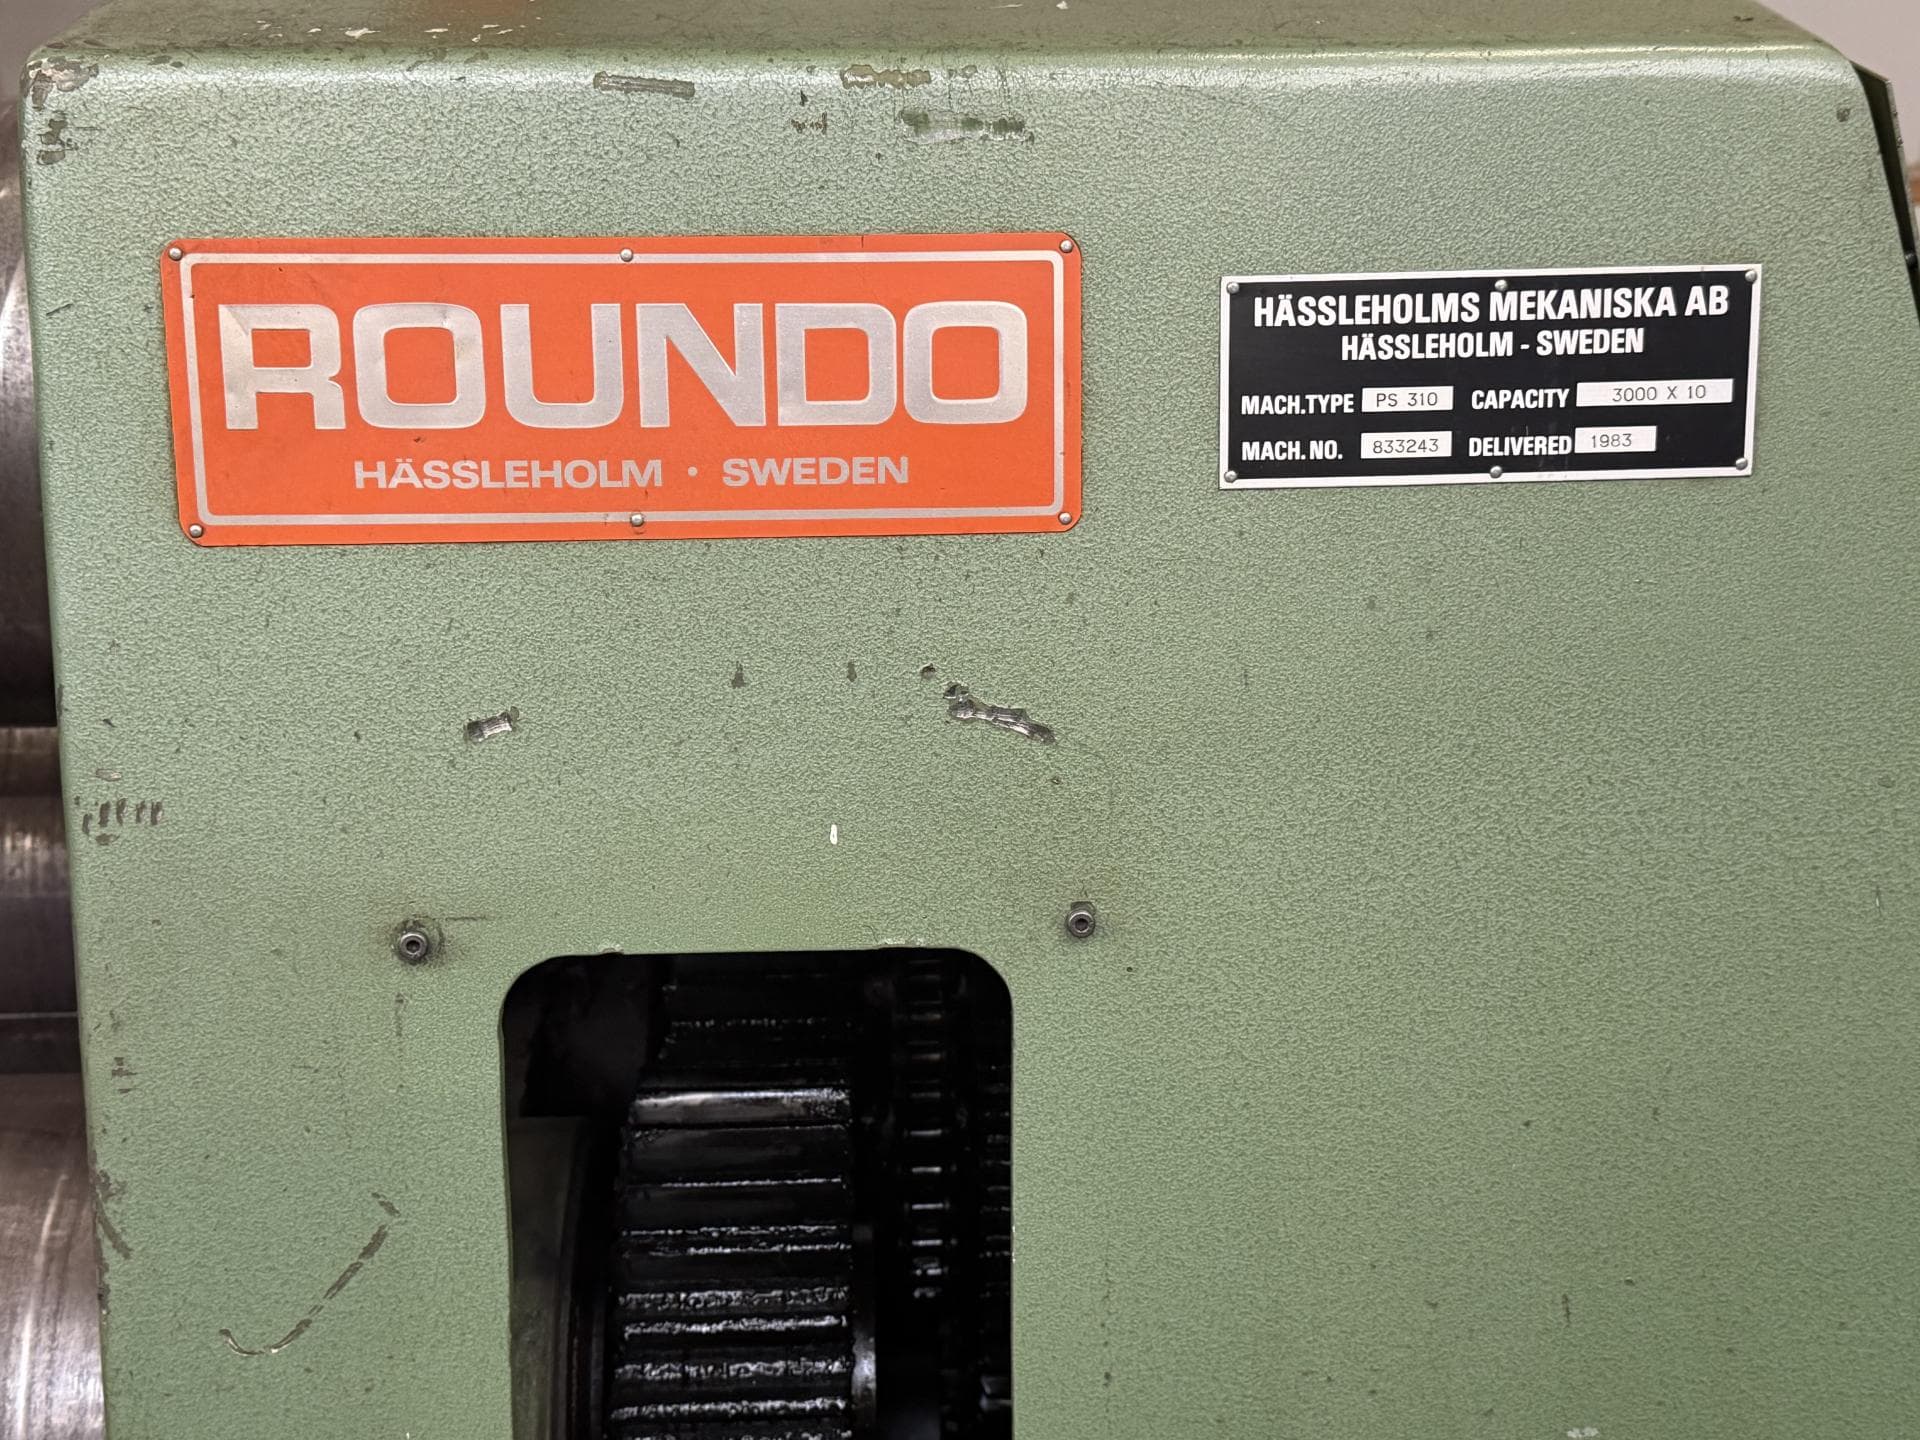 ROUNDO
HÄSSLEHOLM · SWEDEN
HÄSSLEHOLMS MEKANISKA AB
HÄSSLEHOLM - SWEDEN
MACH.TYPE PS 310 CAPACITY 3000 X 10
MACH. NO. 833243 DELIVERED 1983